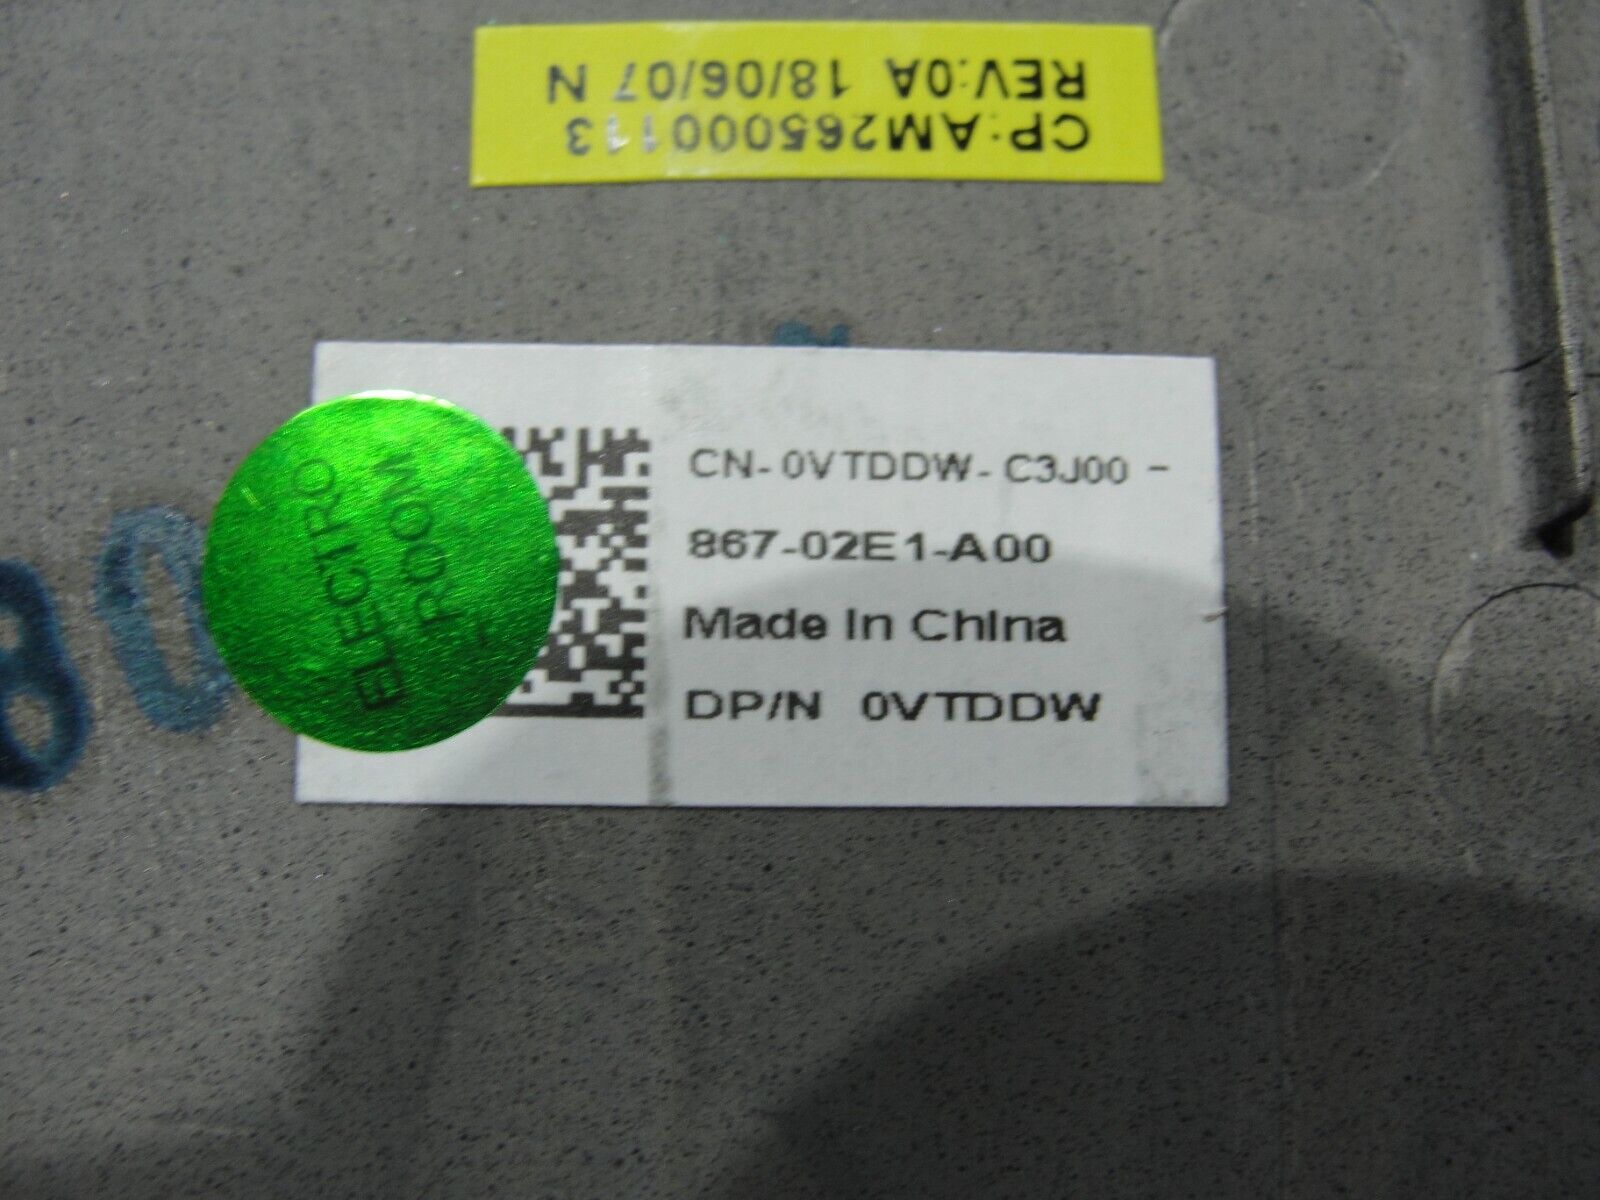 REV:0A 18/06/07 N
CP:AM265000113
CN-0VTDDW-C3J00 -
867-02E1-A00
Made In China
DP/N 0VTDDW
ELECTRO
ROOM
80